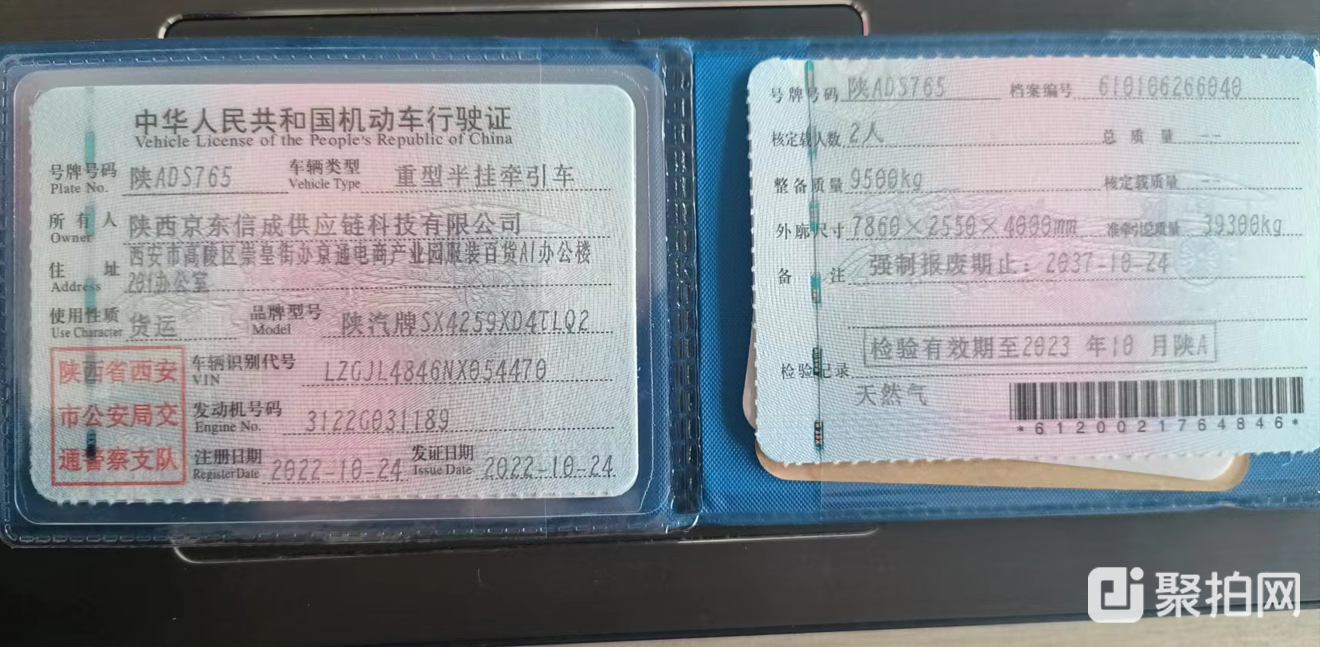 中华人民共和国机动车行驶证
Vehicle License of the People's Republic of China
号牌号码 Plate No. 陕ADS765 车辆类型 Vehicle Type 重型半挂牵引车
所有人 Owner 陕西京东信成供应链科技有限公司
住址 Address 西安市高陵区崇皇街办京通电商产业园服装百货A1办公楼
201办公室
使用性质 Use Character 货运 品牌型号 Model 陕汽牌SX4259XD4TLQ2
车辆识别代号 VIN LZGJL4846NX054470
发动机号码 Engine No. 3122G031189
注册日期 Register Date 2022-10-24 发证日期 Issue Date 2022-10-24
陕西省西安
市公安局交
通警察支队
号牌号码 陕ADS765 档案编号 610106266040
核定载人数 2人 总质量 --
整备质量 9500kg 核定载质量 --
外廓尺寸 7860×2550×4000mm 准牵引总质量 39300kg
备注 强制报废期止：2037-10-24
检验记录 检验有效期至2023年10月陕A
天然气
*6120021764846*
聚拍网